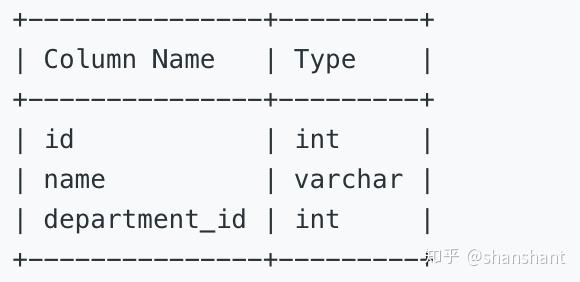 +---------------+---------+
| Column Name   | Type    |
+---------------+---------+
| id            | int     |
| name          | varchar |
| department_id | int     |
+---------------+---------+
知乎 @shanshant